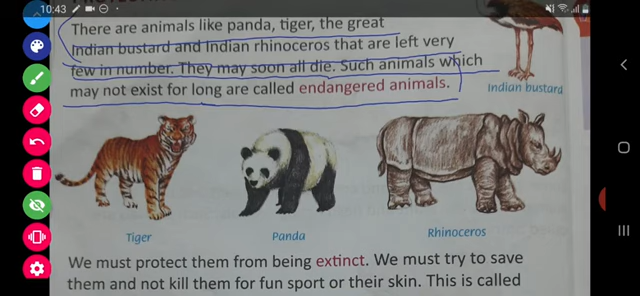 10:43
There are animals like panda, tiger, the great
Indian bustard and Indian rhinoceros that are left very
few in number. They may soon all die. Such animals which
may not exist for long are called endangered animals.
Indian bustard
Tiger
Panda
Rhinoceros
We must protect them from being extinct. We must try to save
them and not kill them for fun sport or their skin. This is called